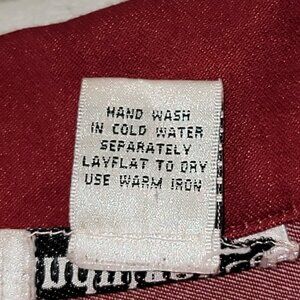 HAND WASH
IN COLD WATER
SEPARATELY
LAYFLAT TO DRY
USE WARM IRON